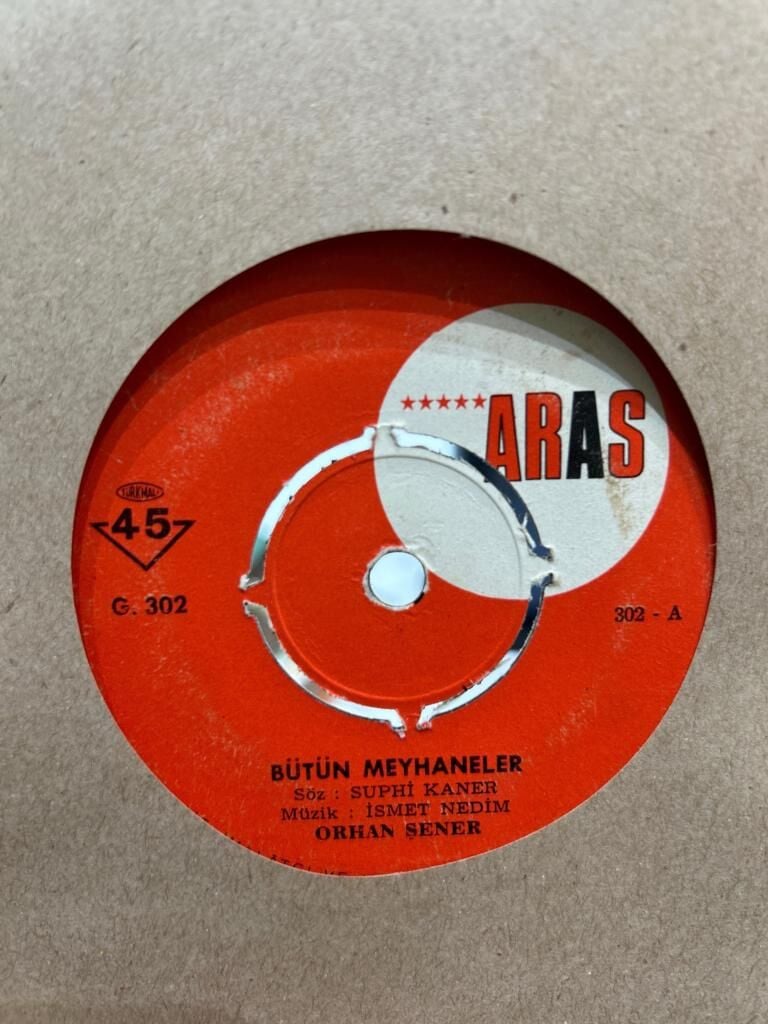 ★★★★★ ARAS
TÜRKMALI
45
G. 302
302 - A
BÜTÜN MEYHANELER
Söz : SUPHİ KANER
Müzik : İSMET NEDİM
ORHAN ŞENER